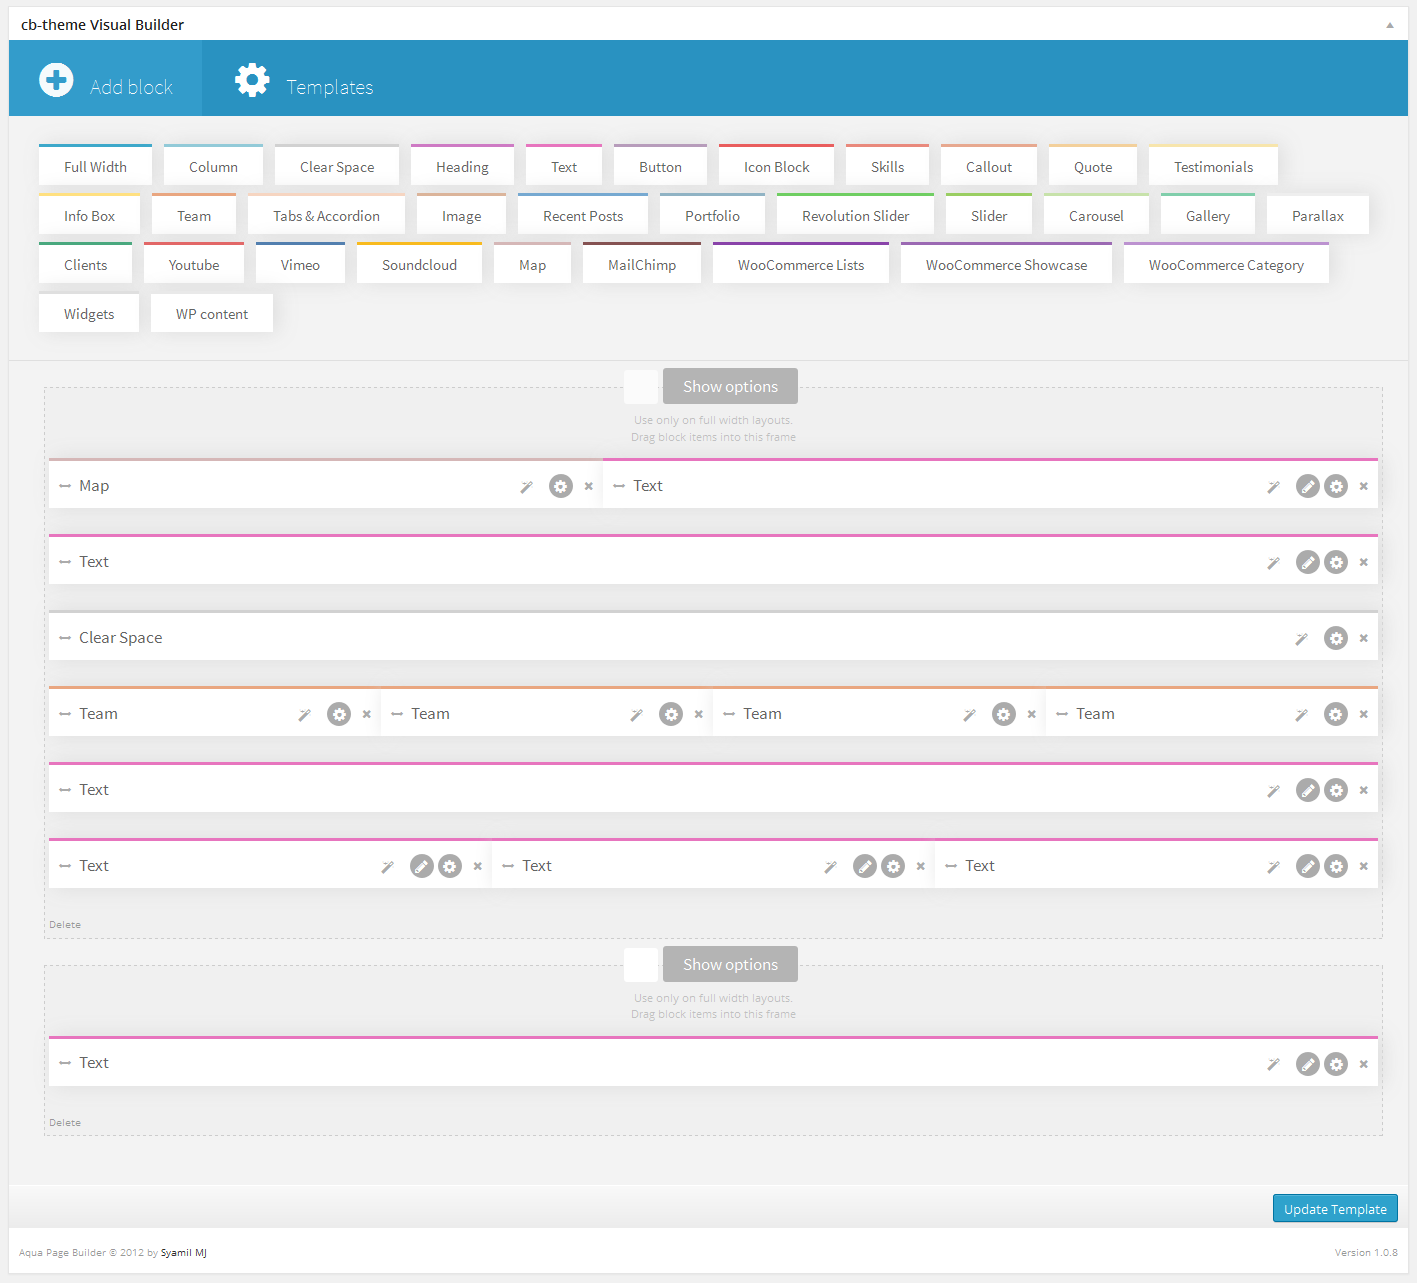 cb-theme Visual Builder
Add block Templates
Full Width Column Clear Space Heading Text Button Icon Block Skills Callout Quote Testimonials
Info Box Team Tabs & Accordion Image Recent Posts Portfolio Revolution Slider Slider Carousel Gallery Parallax
Clients Youtube Vimeo Soundcloud Map MailChimp WooCommerce Lists WooCommerce Showcase WooCommerce Category
Widgets WP content
Show options
Use only on full width layouts.
Drag block items into this frame
Map Text
Text
Clear Space
Team Team Team Team
Text
Text Text Text
Delete
Show options
Use only on full width layouts.
Drag block items into this frame
Text
Delete
Update Template
Aqua Page Builder © 2012 by Syamil MJ Version 1.0.8